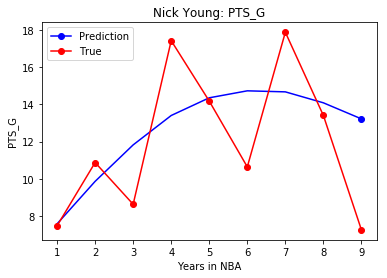 Nick Young: PTS_G
Prediction
True
PTS_G
18
16
14
12
10
8
1 2 3 4 5 6 7 8 9
Years in NBA